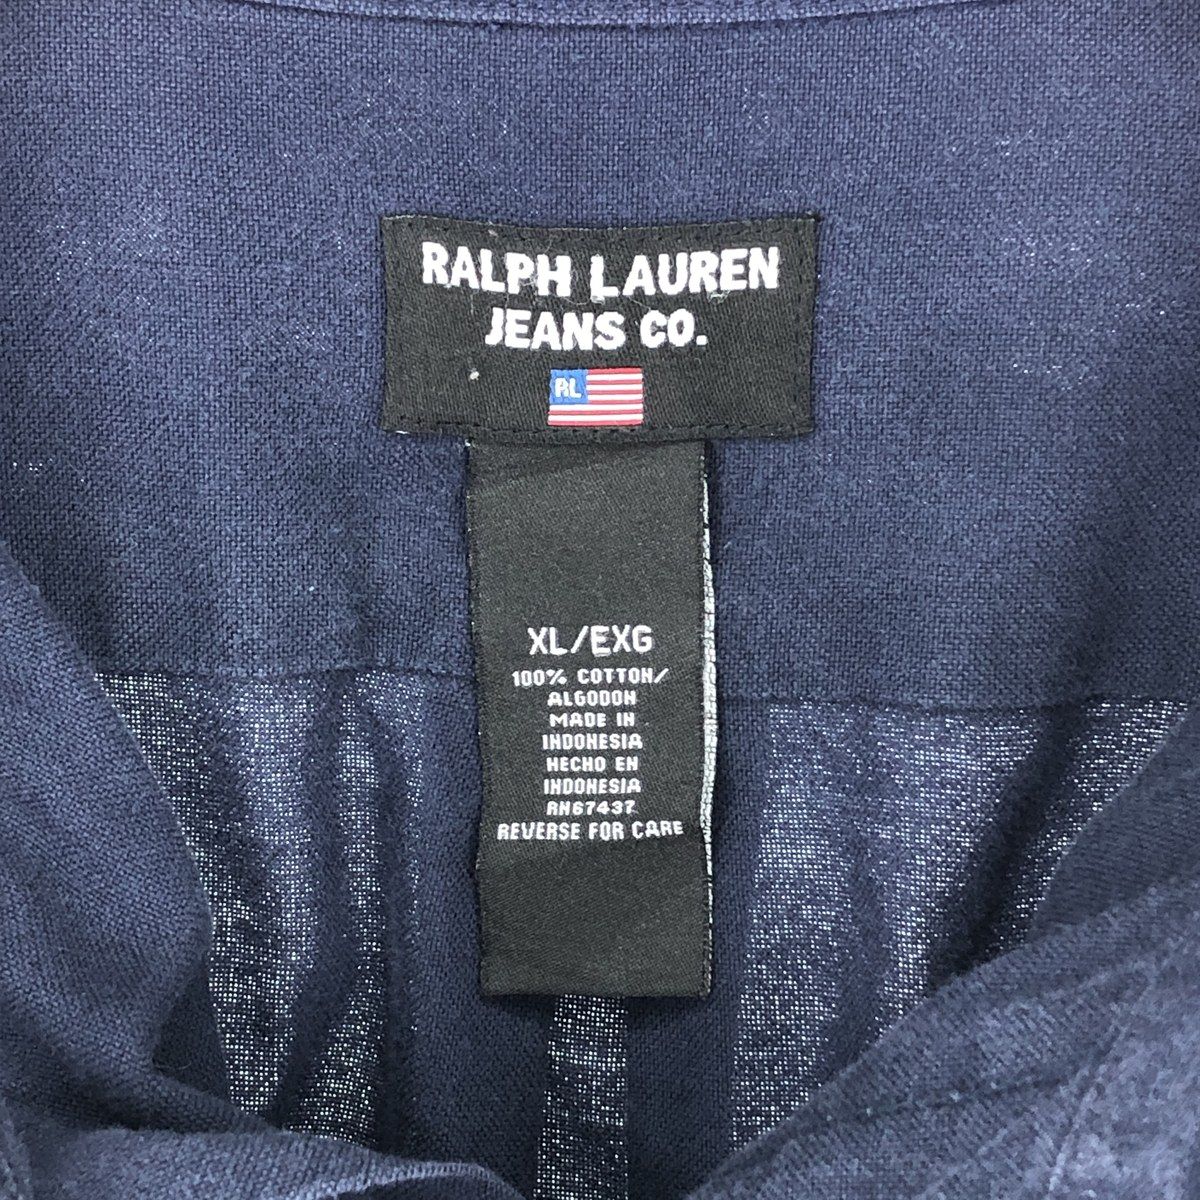 RALPH LAUREN
JEANS CO.
RL
XL/EXG
100% COTTON/
ALGODON
MADE IN
INDONESIA
HECHO EN
INDONESIA
RN67437
REVERSE FOR CARE